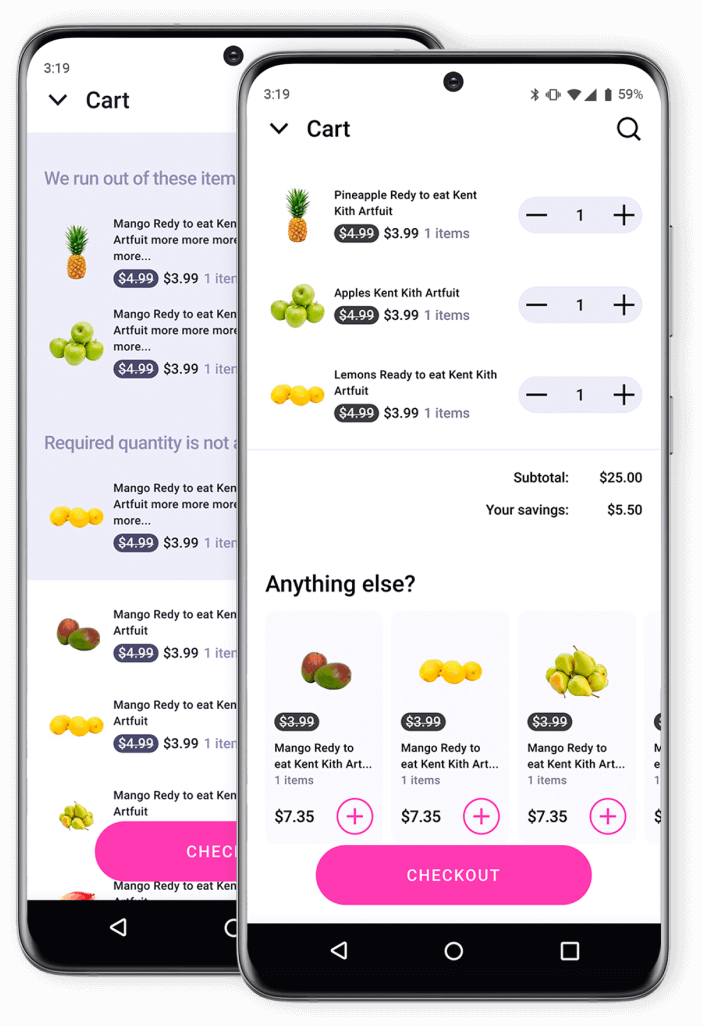 3:19
Cart
We run out of these item
Mango Redy to eat Ken
Artfuit more more more
more...
$4.99 $3.99 1 iten
Mango Redy to eat Ken
Artfuit more more more
more...
$4.99 $3.99 1 iten
Required quantity is not a
Mango Redy to eat Ken
Artfuit more more more
more...
$4.99 $3.99 1 iten
Mango Redy to eat Ken
Artfuit
$4.99 $3.99 1 iten
Mango Redy to eat Ken
Artfuit
$4.99 $3.99 1 iten
Mango Redy to eat Ken
Artfuit
CHEC
Mango Redy to eat Ken
3:19
59%
Cart
Pineapple Redy to eat Kent
Kith Artfuit
$4.99 $3.99 1 items
1
Apples Kent Kith Artfuit
$4.99 $3.99 1 items
1
Lemons Ready to eat Kent Kith
Artfuit
$4.99 $3.99 1 items
1
Subtotal: $25.00
Your savings: $5.50
Anything else?
$3.99
Mango Redy to
eat Kent Kith Art...
1 items
$7.35
$3.99
Mango Redy to
eat Kent Kith Art...
1 items
$7.35
$3.99
Mango Redy to
eat Kent Kith Art...
1 items
$7.35
CHECKOUT